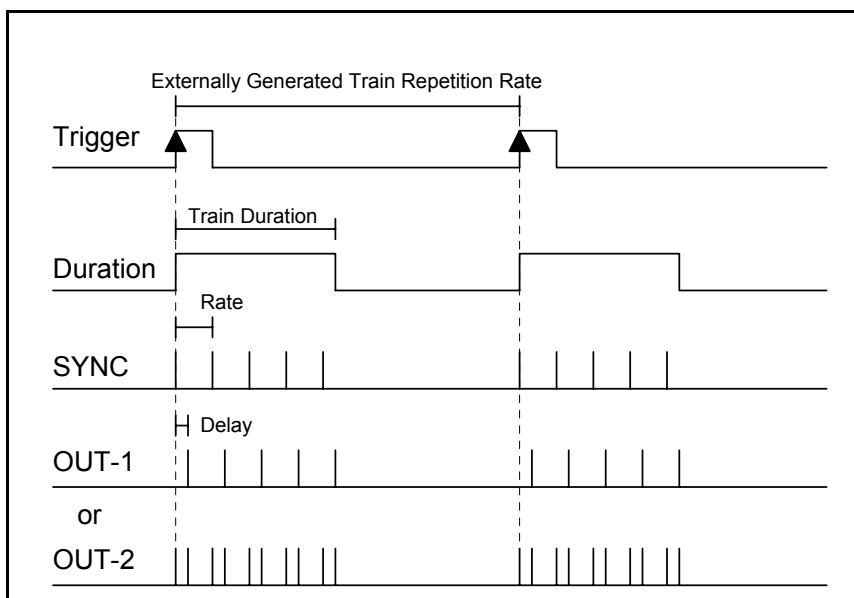 Externally Generated Train Repetition Rate
Trigger
Train Duration
Duration
Rate
SYNC
Delay
OUT-1
or
OUT-2